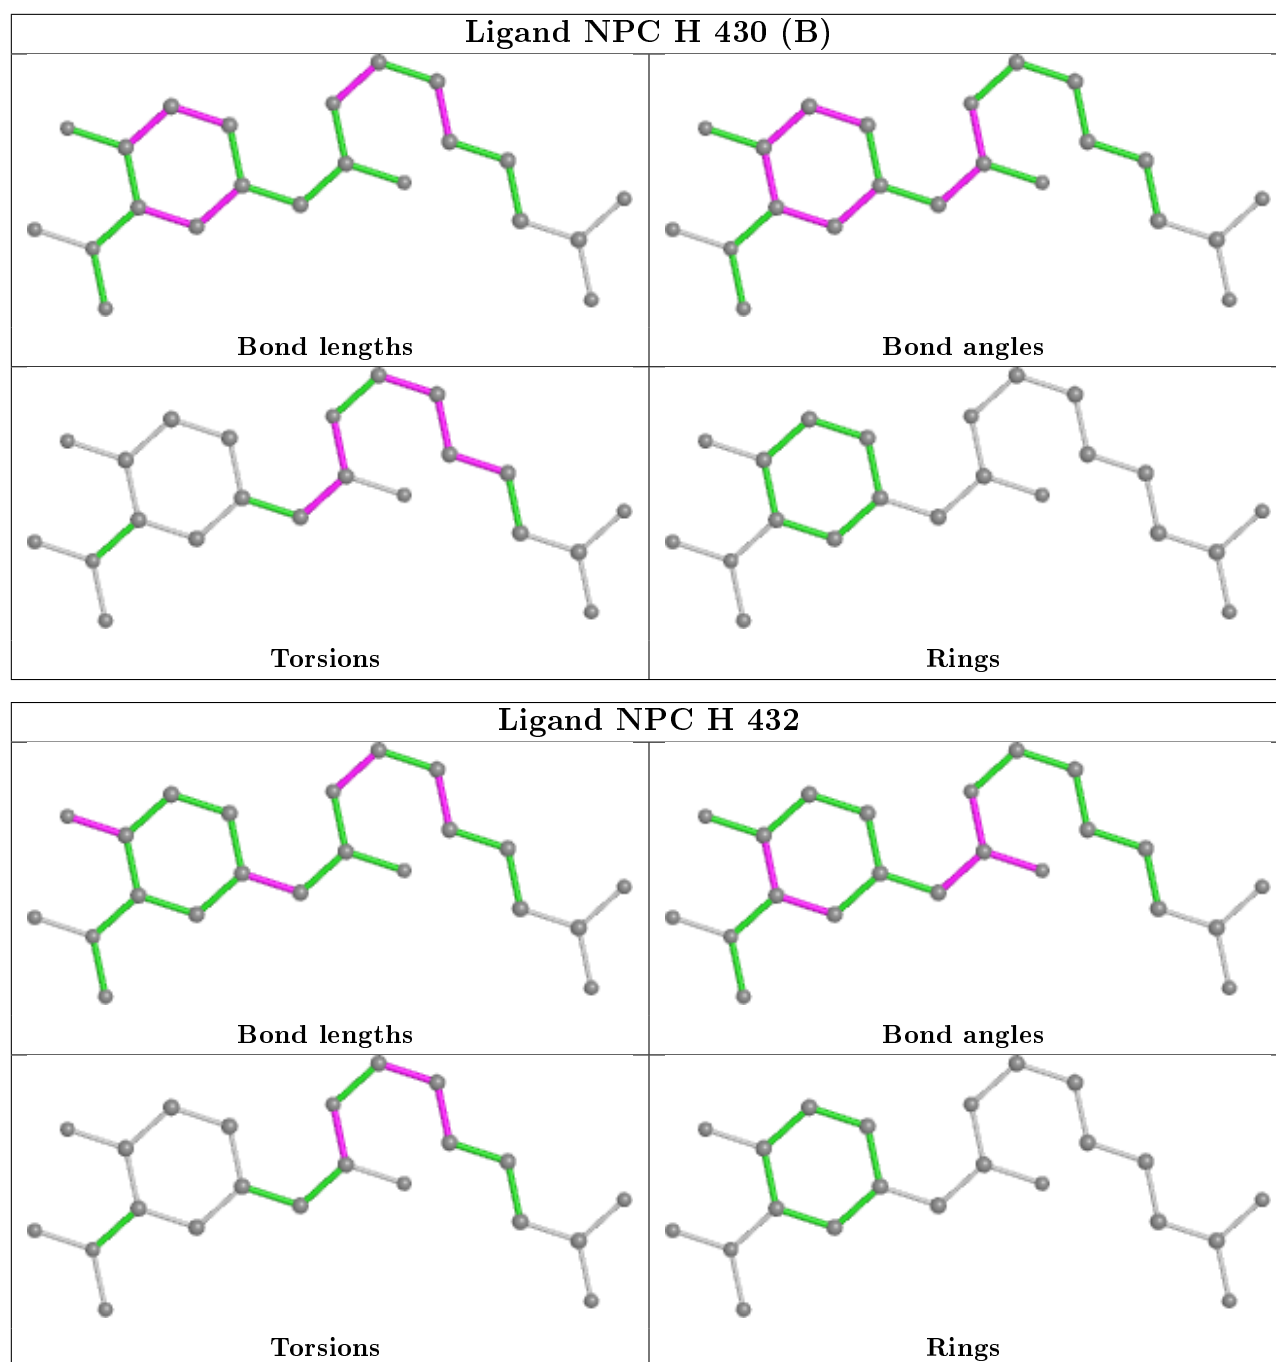 Ligand NPC H 430 (B)
Bond lengths
Bond angles
Torsions
Rings
Ligand NPC H 432
Bond lengths
Bond angles
Torsions
Rings